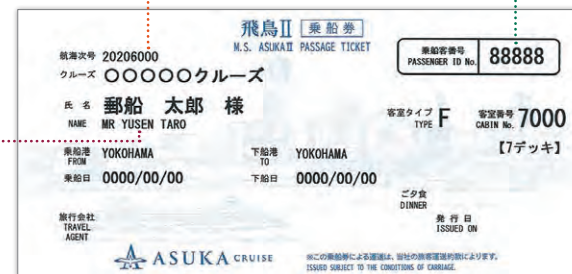 飛鳥Ⅱ 乗船券
M.S. ASUKAⅡ PASSAGE TICKET
航海次号 20206000
乗船客番号
PASSENGER ID No. 88888
クルーズ 〇〇〇〇〇クルーズ
氏 名 郵船 太郎 様
NAME MR YUSEN TARO
客室タイプ
TYPE F
客室番号
CABIN No. 7000
【7デッキ】
乗船港
FROM YOKOHAMA
下船港
TO YOKOHAMA
乗船日 0000/00/00
下船日 0000/00/00
ご夕食
DINNER
旅行会社
TRAVEL
AGENT
発 行 日
ISSUED ON
ASUKA CRUISE
※この乗船券による運送は、当社の旅客運送約款によります。
ISSUED SUBJECT TO THE CONDITIONS OF CARRIAGE.